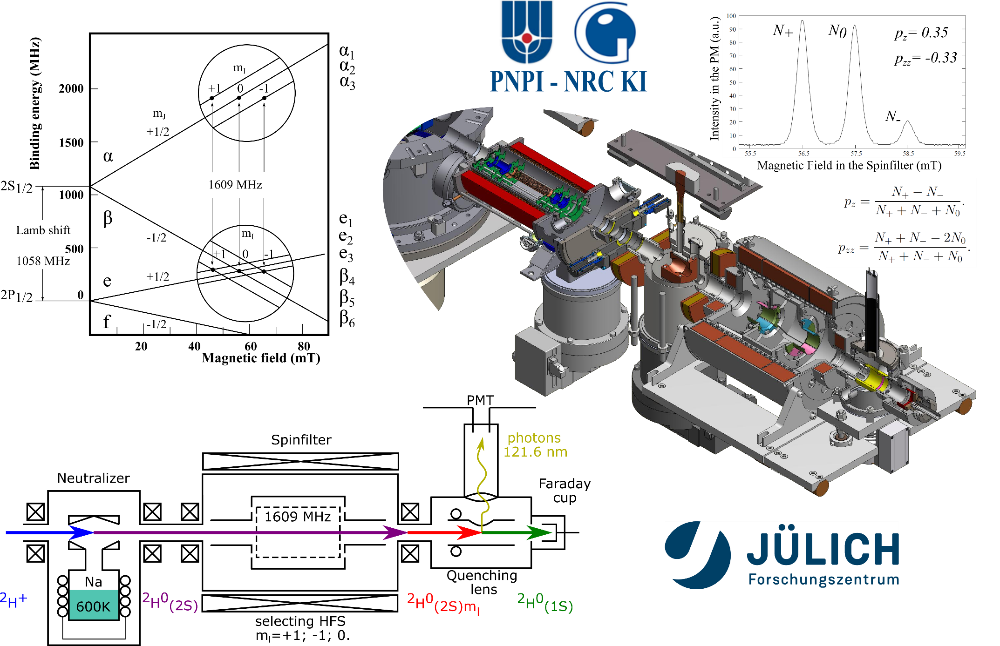 Binding energy (MHz)
2000
1500
1000
500
0
2S1/2
Lamb shift
1058 MHz
2P1/2
α
β
e
f
mJ
+1/2
-1/2
+1/2
-1/2
mI
+1 0 -1
1609 MHz
mI
+1 0 -1
α1
α2
α3
e1
e2
e3
β4
β5
β6
20 40 60 80
Magnetic field (mT)
PNPI - NRC KI
Intensity in the PM (a.u.)
100
90
80
70
60
50
40
30
20
10
0
N+ N0 N-
pz= 0.35
pzz= -0.33
55.5 56.5 57.5 58.5 59.5
Magnetic Field in the Spinfilter (mT)
pz = (N+ − N−)/(N+ + N− + N0).
pzz = (N+ + N− − 2N0)/(N+ + N− + N0).
PMT
photons
121.6 nm
Spinfilter
Neutralizer
Faraday
cup
1609 MHz
Na
600K
Quenching
lens
2H+
2H0(2S)
2H0(2S)mI
2H0(1S)
selecting HFS
mI=+1; -1; 0.
JÜLICH
Forschungszentrum